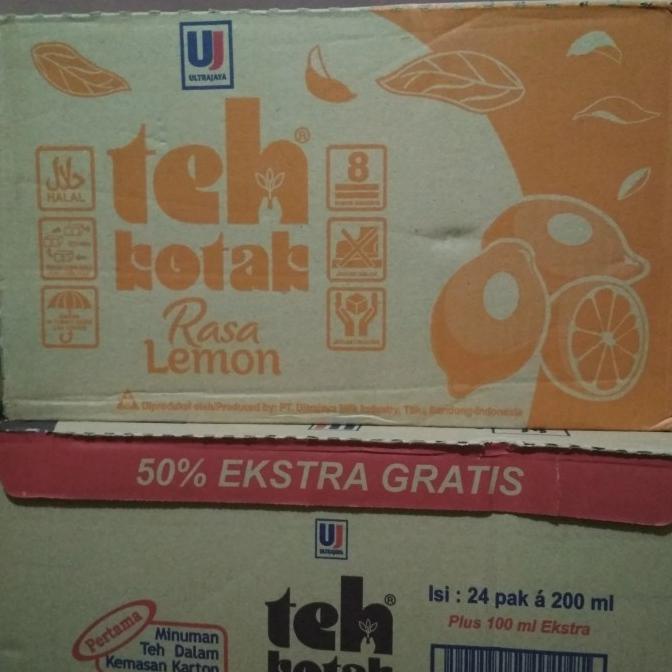 UJ
ULTRAJAYA
teh®
kotak
Rasa
Lemon
حلال
HALAL
8
Diproduksi oleh/Produced by: PT. Ultrajaya Milk Industry, Tbk., Bandung-Indonesia
50% EKSTRA GRATIS
UJ
ULTRAJAYA
teh®
kotak
Pertama
Minuman
Teh Dalam
Kemasan Karton
Isi : 24 pak á 200 ml
Plus 100 ml Ekstra